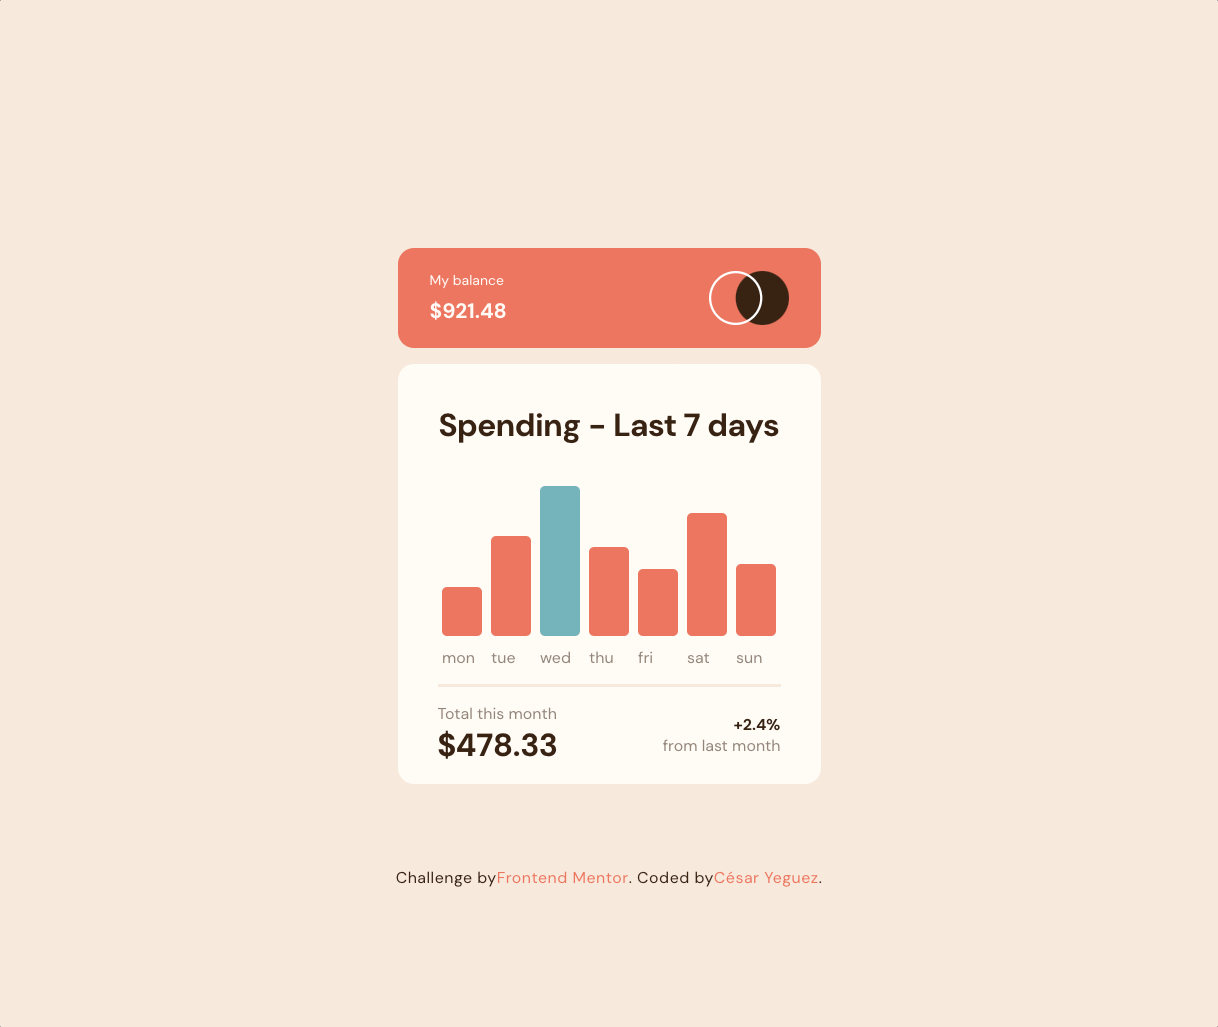 My balance
$921.48
Spending - Last 7 days
mon tue wed thu fri sat sun
Total this month
$478.33
+2.4%
from last month
Challenge byFrontend Mentor. Coded byCésar Yeguez.